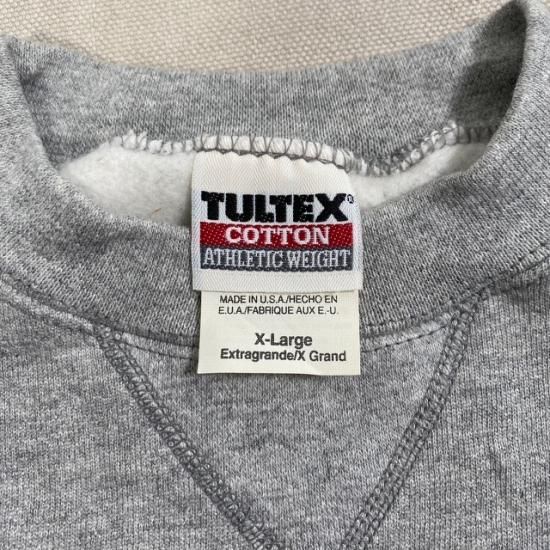 TULTEX®
COTTON
ATHLETIC WEIGHT
MADE IN U.S.A./HECHO EN
E.U.A./FABRIQUE AUX E.-U.
X-Large
Extragrande/X Grand